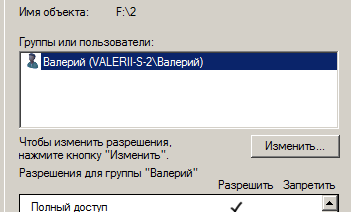 Имя объекта: F:\2
Группы или пользователи:
Валерий (VALERII-S-2\Валерий)
Чтобы изменить разрешения,
нажмите кнопку "Изменить".
Изменить...
Разрешения для группы "Валерий"
Разрешить Запретить
Полный доступ